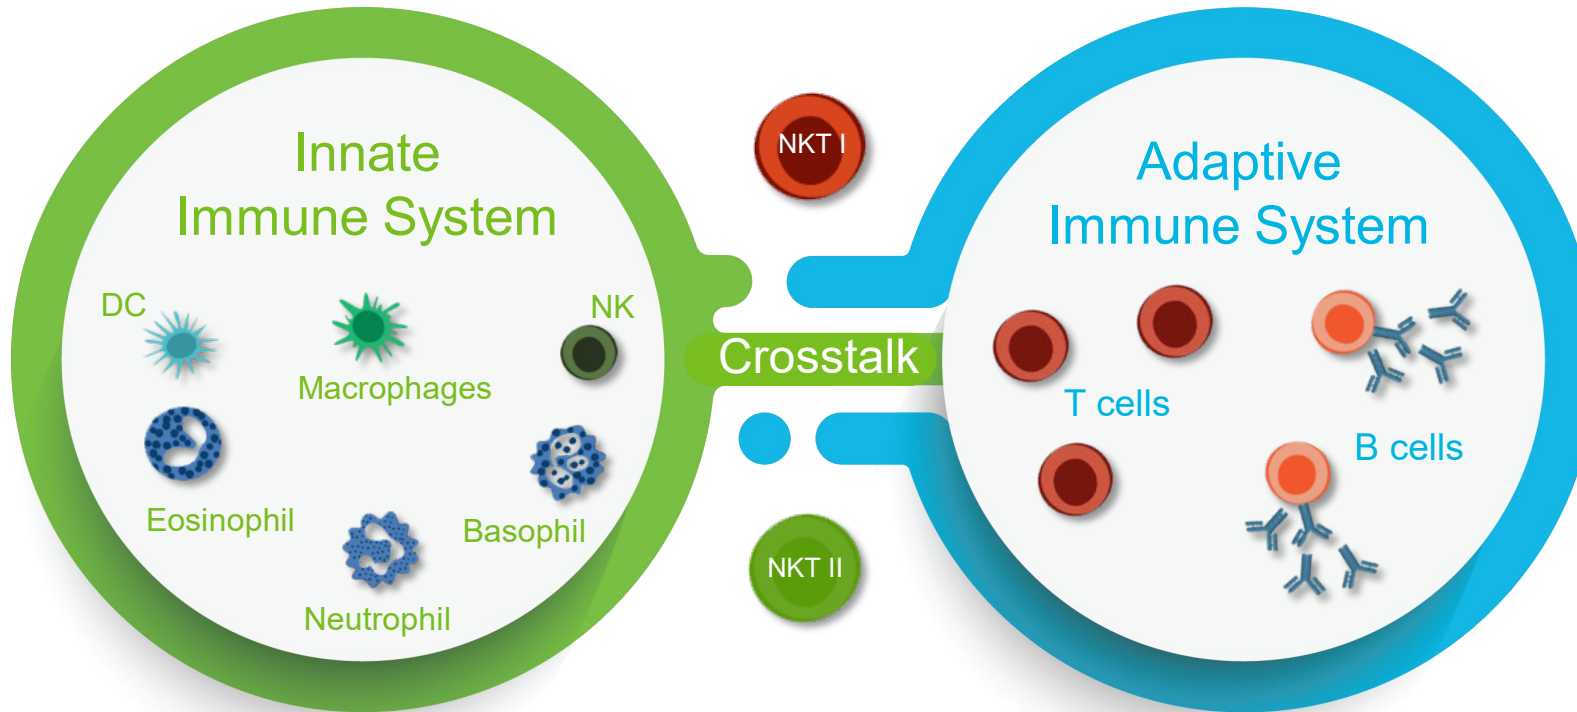 Innate
Immune System
DC
Macrophages
NK
Eosinophil
Basophil
Neutrophil
NKT I
Crosstalk
NKT II
Adaptive
Immune System
T cells
B cells